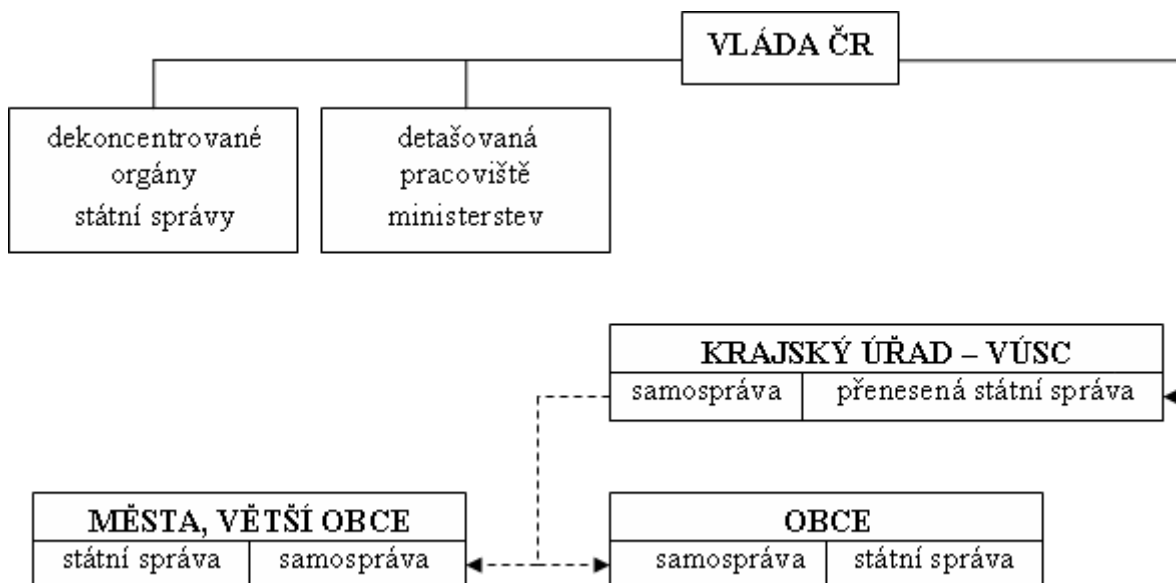 VLÁDA ČR
dekoncentrované
orgány
státní správy
detašovaná
pracoviště
ministerstev
KRAJSKÝ ÚŘAD – VÚSC
samospráva
přenesená státní správa
MĚSTA, VĚTŠÍ OBCE
státní správa
samospráva
OBCE
samospráva
státní správa